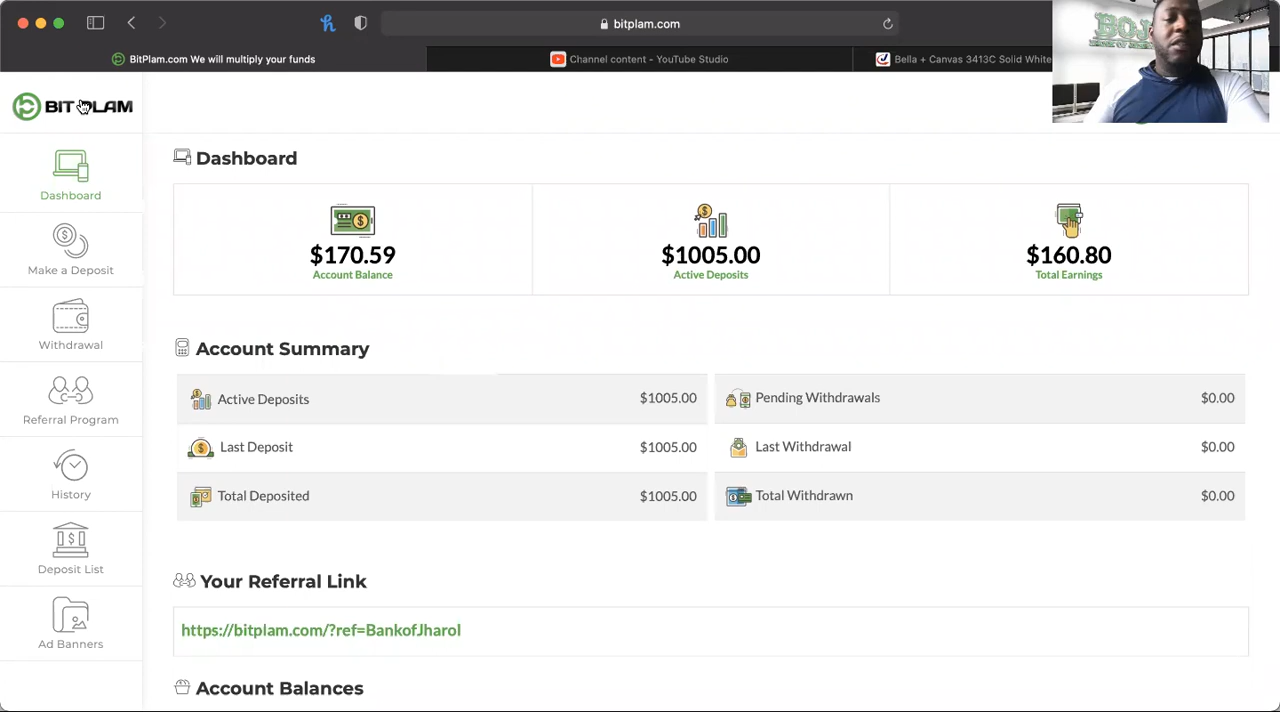 bitplam.com
BitPlam.com We will multiply your funds
Channel content - YouTube Studio
Bella + Canvas 3413C Solid White
BOJ
BITPLAM
Dashboard
Make a Deposit
Withdrawal
Referral Program
History
Deposit List
Ad Banners
Dashboard
$170.59
Account Balance
$1005.00
Active Deposits
$160.80
Total Earnings
Account Summary
Active Deposits $1005.00
Last Deposit $1005.00
Total Deposited $1005.00
Pending Withdrawals $0.00
Last Withdrawal $0.00
Total Withdrawn $0.00
Your Referral Link
https://bitplam.com/?ref=BankofJharol
Account Balances